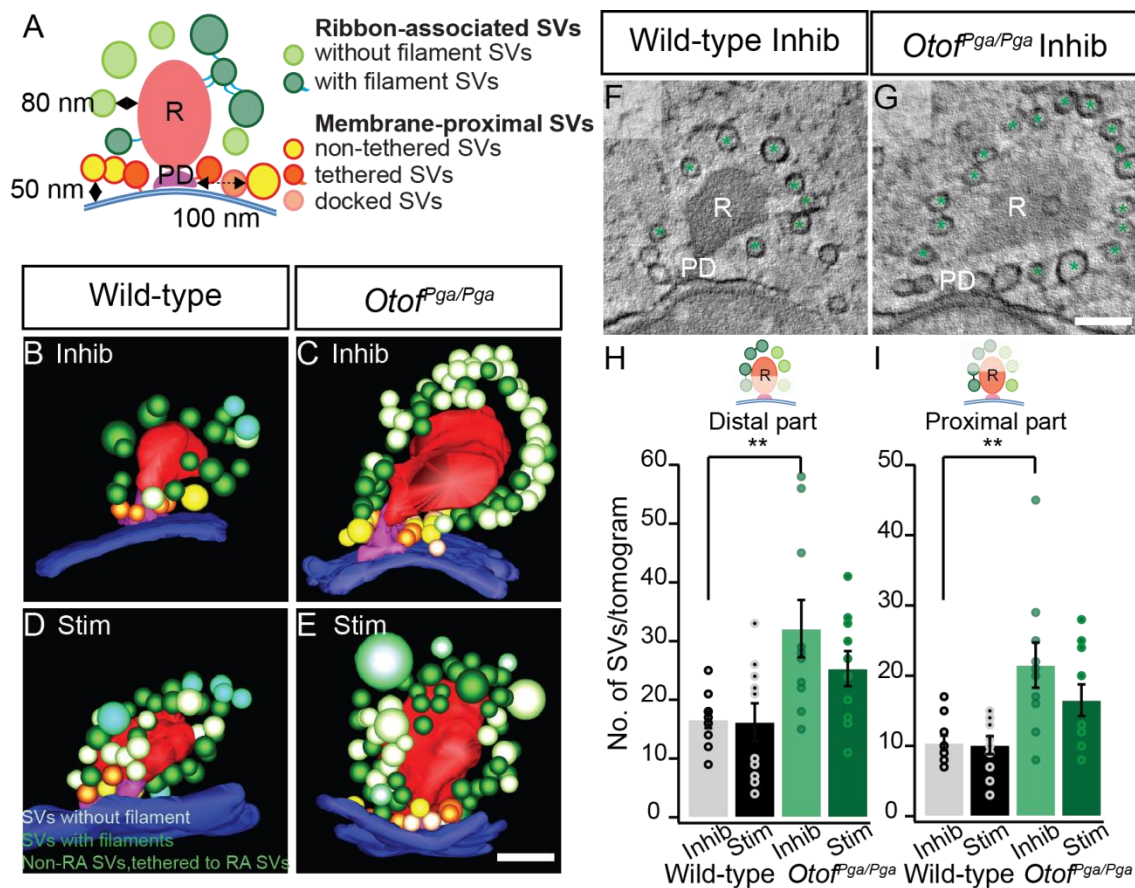 A
Ribbon-associated SVs
without filament SVs
with filament SVs
80 nm
R
Membrane-proximal SVs
non-tethered SVs
tethered SVs
docked SVs
PD
50 nm
100 nm
Wild-type
Otof^Pga/Pga
B Inhib
C Inhib
D Stim
E Stim
SVs without filament
SVs with filaments
Non-RA SVs,tethered to RA SVs
Wild-type Inhib
Otof^Pga/Pga Inhib
F
R
PD
G
R
PD
H
R
Distal part
**
No. of SVs/tomogram
60
50
40
30
20
10
0
Inhib Stim Inhib Stim
Wild-type Otof^Pga/Pga
I
R
Proximal part
**
50
40
30
20
10
0
Inhib Stim Inhib Stim
Wild-type Otof^Pga/Pga